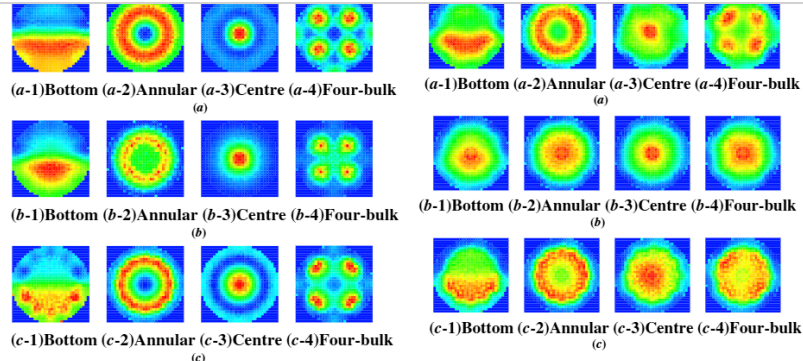 (a-1)Bottom (a-2)Annular (a-3)Centre (a-4)Four-bulk
(a)
(b-1)Bottom (b-2)Annular (b-3)Centre (b-4)Four-bulk
(b)
(c-1)Bottom (c-2)Annular (c-3)Centre (c-4)Four-bulk
(c)
(a-1)Bottom (a-2)Annular (a-3)Centre (a-4)Four-bulk
(a)
(b-1)Bottom (b-2)Annular (b-3)Centre (b-4)Four-bulk
(b)
(c-1)Bottom (c-2)Annular (c-3)Centre (c-4)Four-bulk
(c)